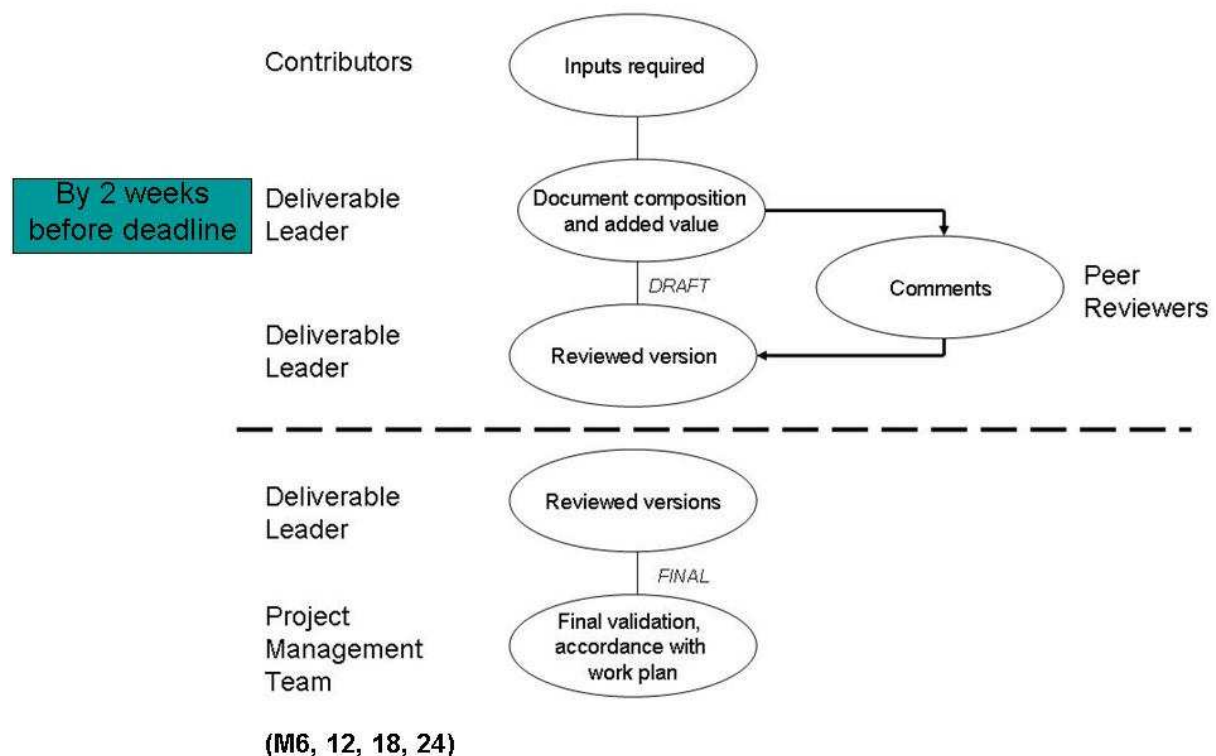 Contributors
Inputs required
By 2 weeks
before deadline
Deliverable
Leader
Document composition
and added value
DRAFT
Comments
Peer
Reviewers
Deliverable
Leader
Reviewed version
Deliverable
Leader
Reviewed versions
FINAL
Project
Management
Team
Final validation,
accordance with
work plan
(M6, 12, 18, 24)